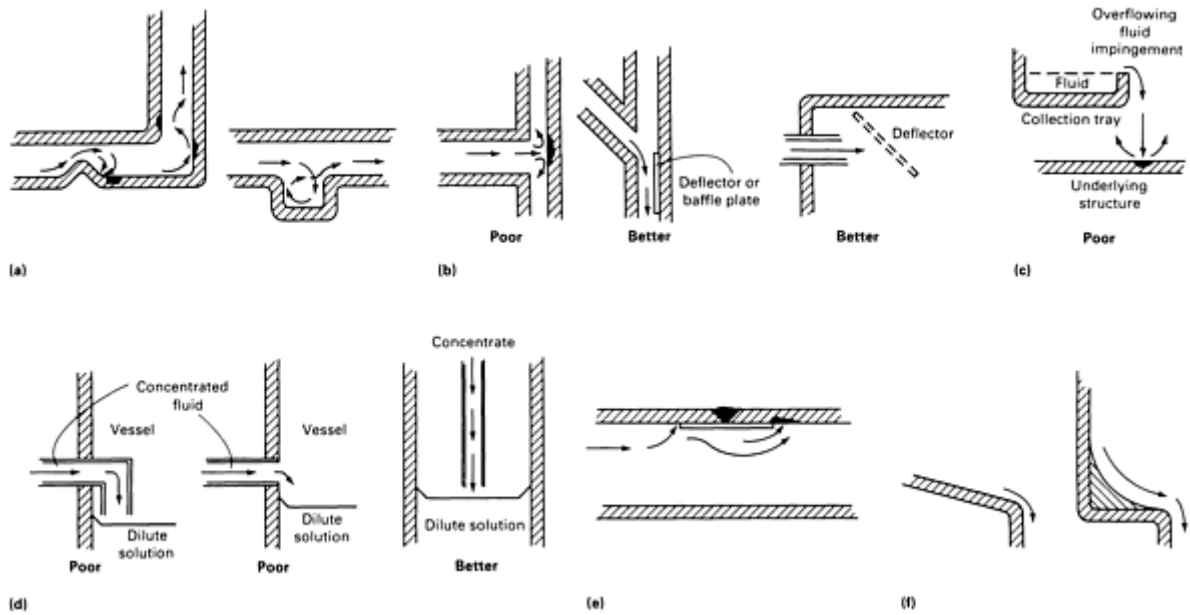 Overflowing
fluid
impingement
Fluid
Collection tray
Underlying
structure
Poor
(c)
Deflector
Better
Deflector or
baffle plate
Poor
Better
(a)
(b)
Concentrated
fluid
Vessel
Dilute
solution
Poor
Vessel
Dilute
solution
Poor
Concentrate
Dilute solution
Better
(d)
(e)
(f)